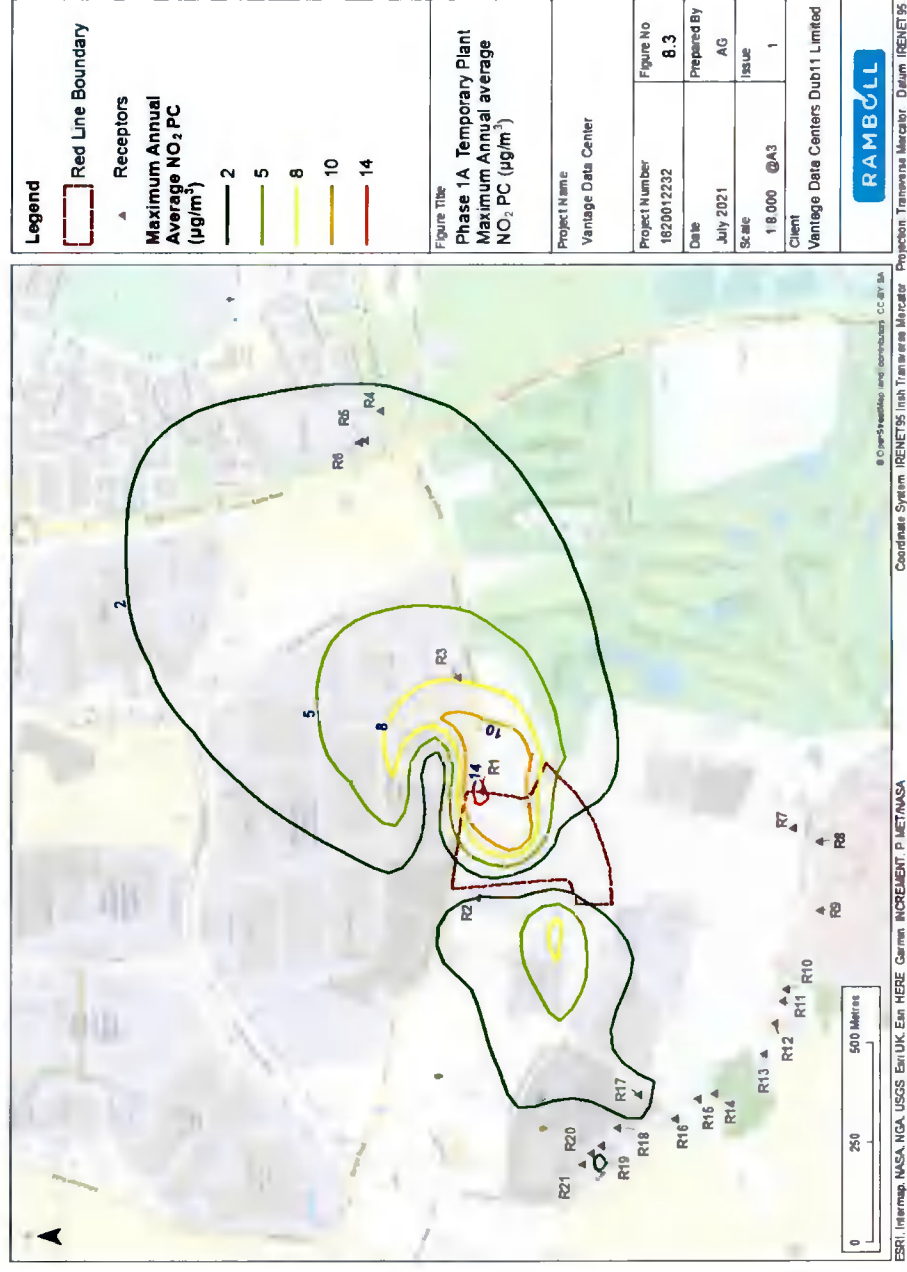 Legend
Red Line Boundary
Receptors
Maximum Annual
Average NO₂ PC
(µg/m³)
2
5
8
10
14
Figure Title
Phase 1A Temporary Plant
Maximum Annual average
NO₂ PC (µg/m³)
Project Name
Vantage Data Center
Project Number
1620012232
Figure No
8.3
Date
July 2021
Prepared By
AG
Scale
1:8,000 @A3
Issue
1
Client
Vantage Data Centers Dub11 Limited
RAMBOLL
2
5
8
10
14
R1
R2
R3
R4
R5
R6
R7
R8
R9
R10
R11
R12
R13
R14
R15
R16
R17
R18
R19
R20
R21
0 250 500 Metres
© OpenStreetMap (and) contributors, CC-BY-SA
ESRI, Intermap, NASA, NGA, USGS, Esri UK, Esri, HERE, Garmin, INCREMENT, P, MET/NASA
Coordinate System: IRENET95 Irish Transverse Mercator Projection: Transverse Mercator Datum: IRENET95